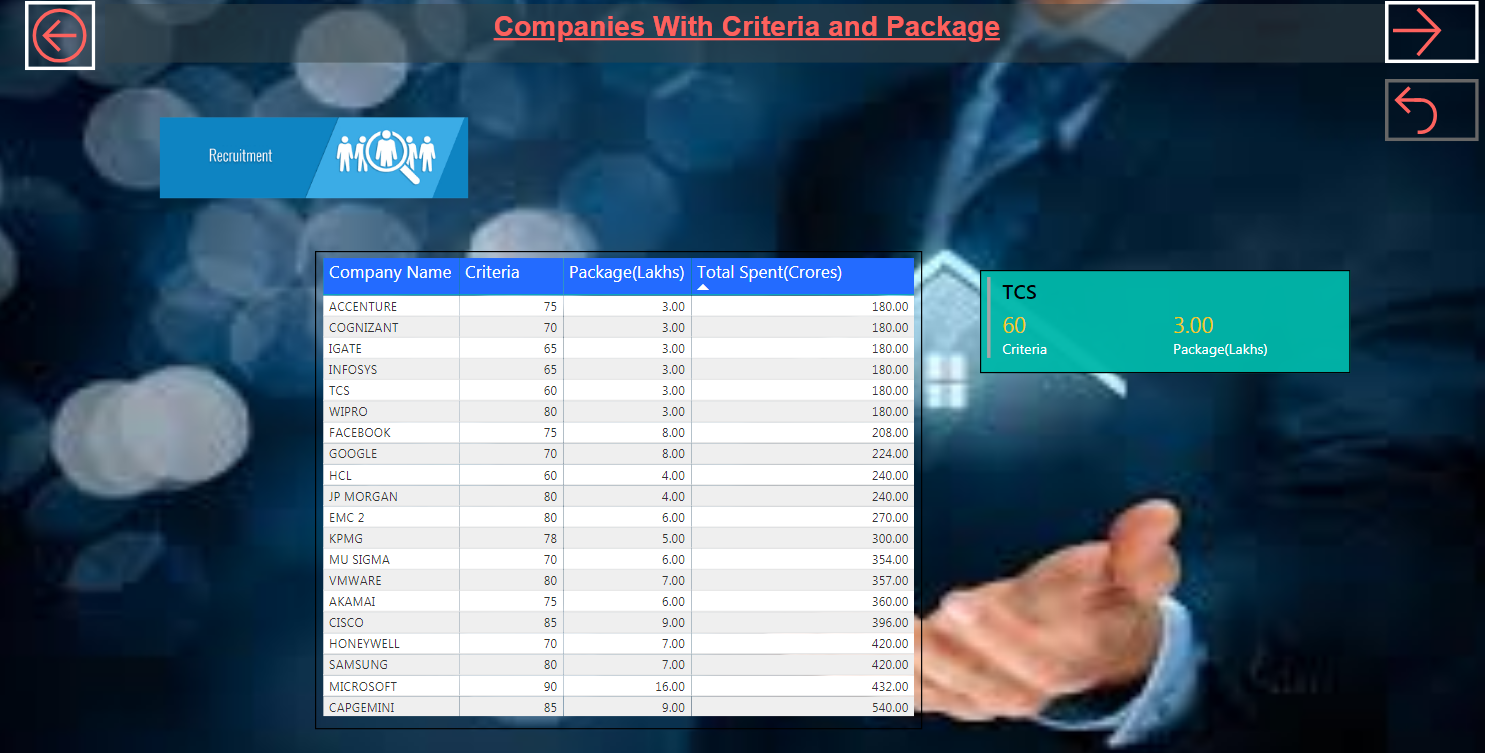 Companies With Criteria and Package
Recruitment
Company Name Criteria Package(Lakhs) Total Spent(Crores)
ACCENTURE 75 3.00 180.00
COGNIZANT 70 3.00 180.00
IGATE 65 3.00 180.00
INFOSYS 65 3.00 180.00
TCS 60 3.00 180.00
WIPRO 80 3.00 180.00
FACEBOOK 75 8.00 208.00
GOOGLE 70 8.00 224.00
HCL 60 4.00 240.00
JP MORGAN 80 4.00 240.00
EMC 2 80 6.00 270.00
KPMG 78 5.00 300.00
MU SIGMA 70 6.00 354.00
VMWARE 80 7.00 357.00
AKAMAI 75 6.00 360.00
CISCO 85 9.00 396.00
HONEYWELL 70 7.00 420.00
SAMSUNG 80 7.00 420.00
MICROSOFT 90 16.00 432.00
CAPGEMINI 85 9.00 540.00
TCS
60 3.00
Criteria Package(Lakhs)